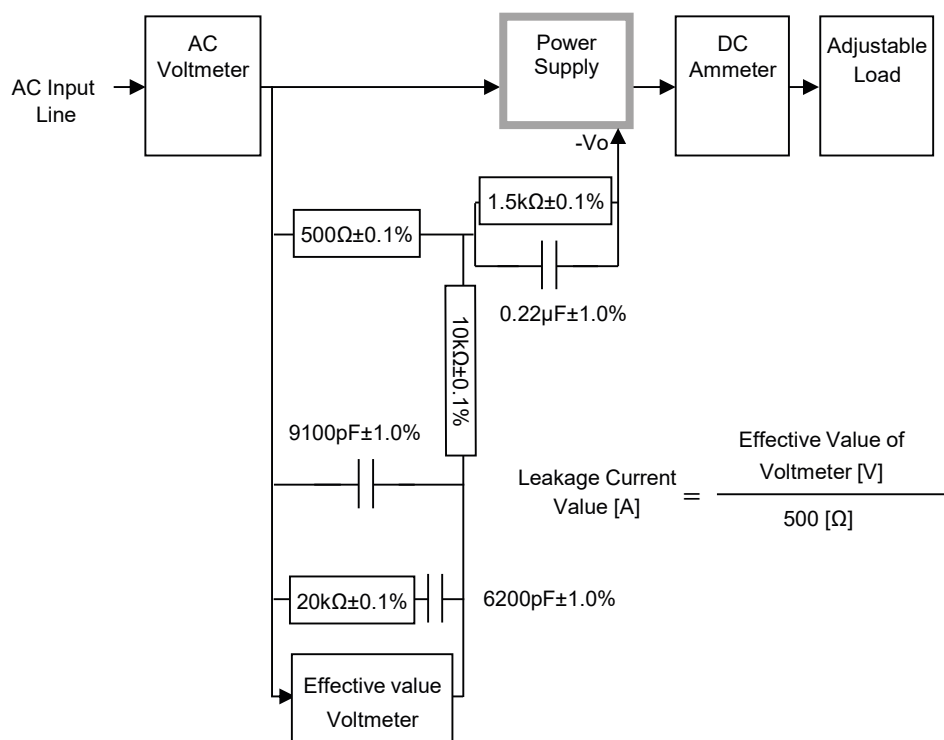 AC
Voltmeter
Power
Supply
DC
Ammeter
Adjustable
Load
AC Input
Line
-Vo
1.5kΩ±0.1%
500Ω±0.1%
0.22µF±1.0%
10kΩ±0.1%
9100pF±1.0%
Leakage Current
Value [A]
=
Effective Value of
Voltmeter [V]
500 [Ω]
20kΩ±0.1%
6200pF±1.0%
Effective value
Voltmeter